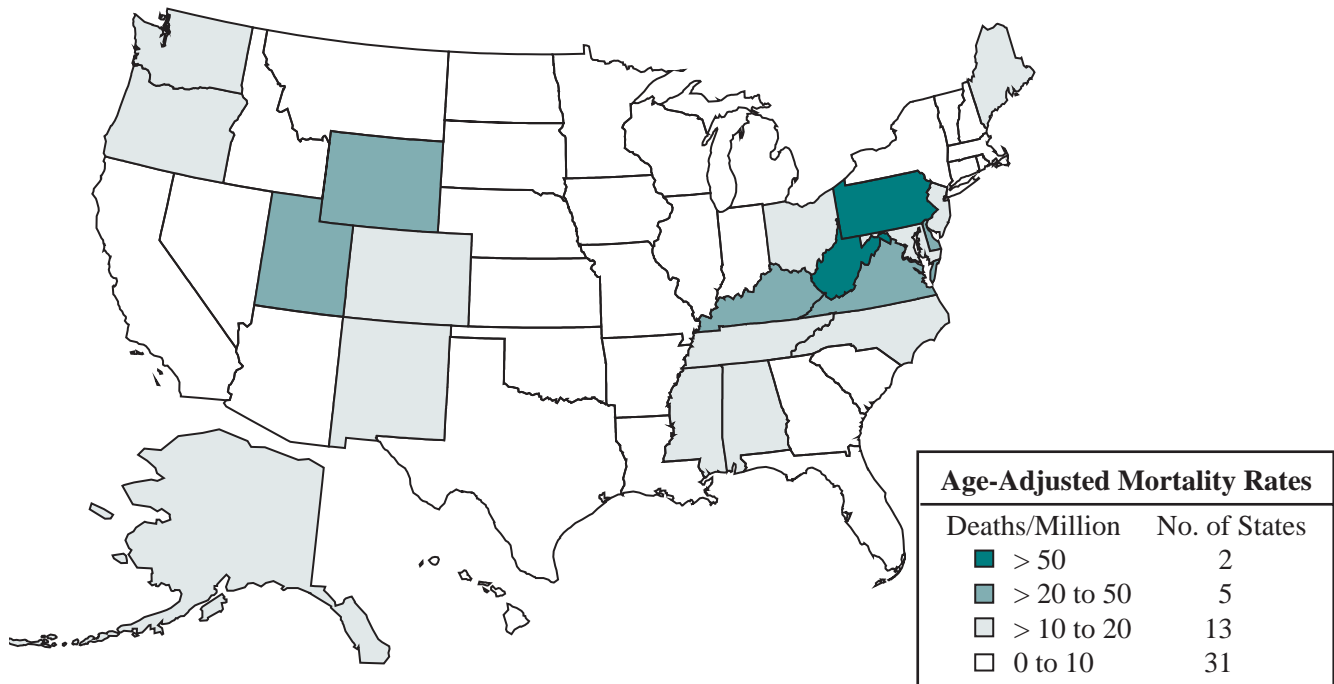 Age-Adjusted Mortality Rates
Deaths/Million No. of States
> 50 2
> 20 to 50 5
> 10 to 20 13
0 to 10 31